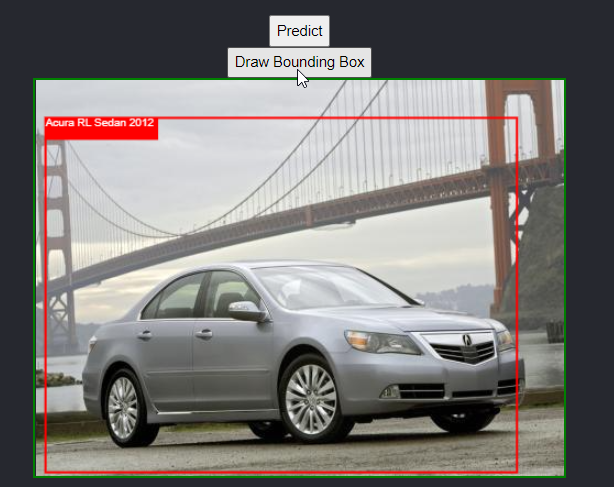 Predict
Draw Bounding Box
Acura RL Sedan 2012